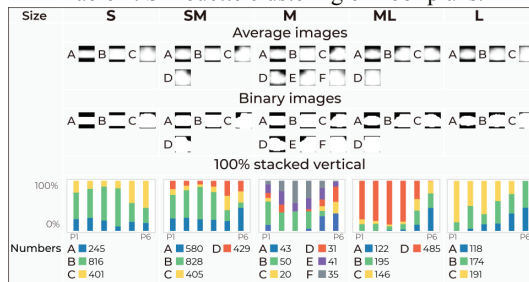 Size S SM M ML L
Average images
A B C A B C A B C A B C A B C
D D E F D
Binary images
A B C A B C A B C A B C A B C
D D E F D
100% stacked vertical
100%
0%
P1 P6 P1 P6 P1 P6 P1 P6 P1 P6
Numbers A 245 A 580 D 429 A 43 D 31 A 122 D 485 A 118
B 816 B 828 B 50 E 41 B 195 B 174
C 401 C 405 C 20 F 35 C 146 C 191